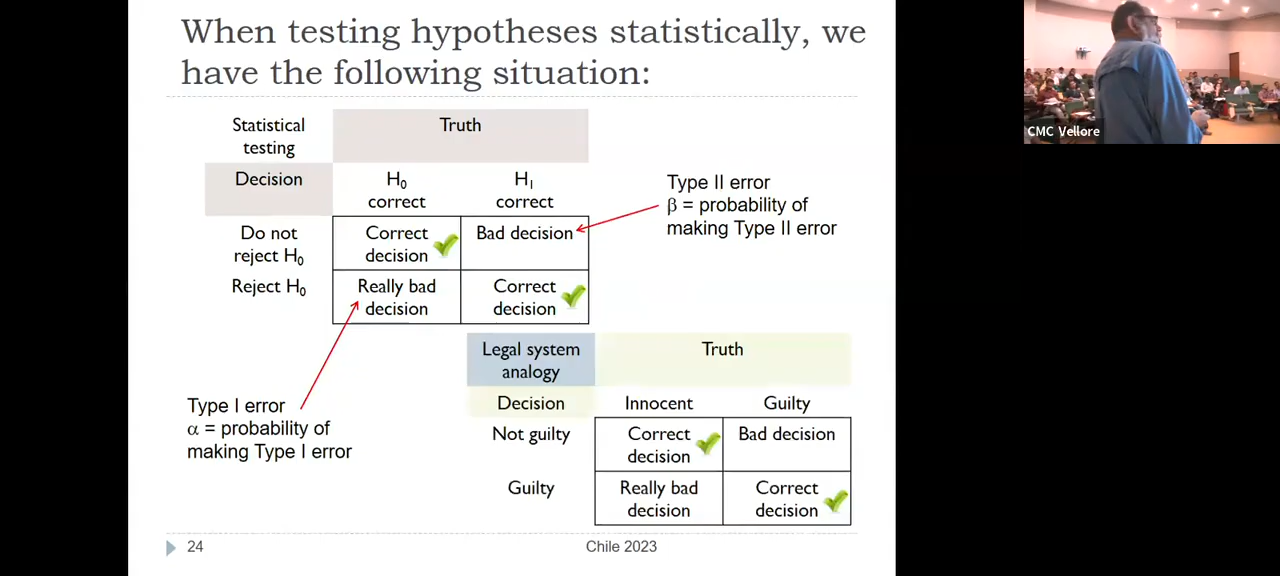 When testing hypotheses statistically, we
have the following situation:
Statistical
testing
Truth
Decision
H₀
correct
H₁
correct
Do not
reject H₀
Correct
decision
Bad decision
Reject H₀
Really bad
decision
Correct
decision
Type II error
β = probability of
making Type II error
Type I error
α = probability of
making Type I error
Legal system
analogy
Truth
Decision
Innocent
Guilty
Not guilty
Correct
decision
Bad decision
Guilty
Really bad
decision
Correct
decision
24
Chile 2023
CMC Vellore